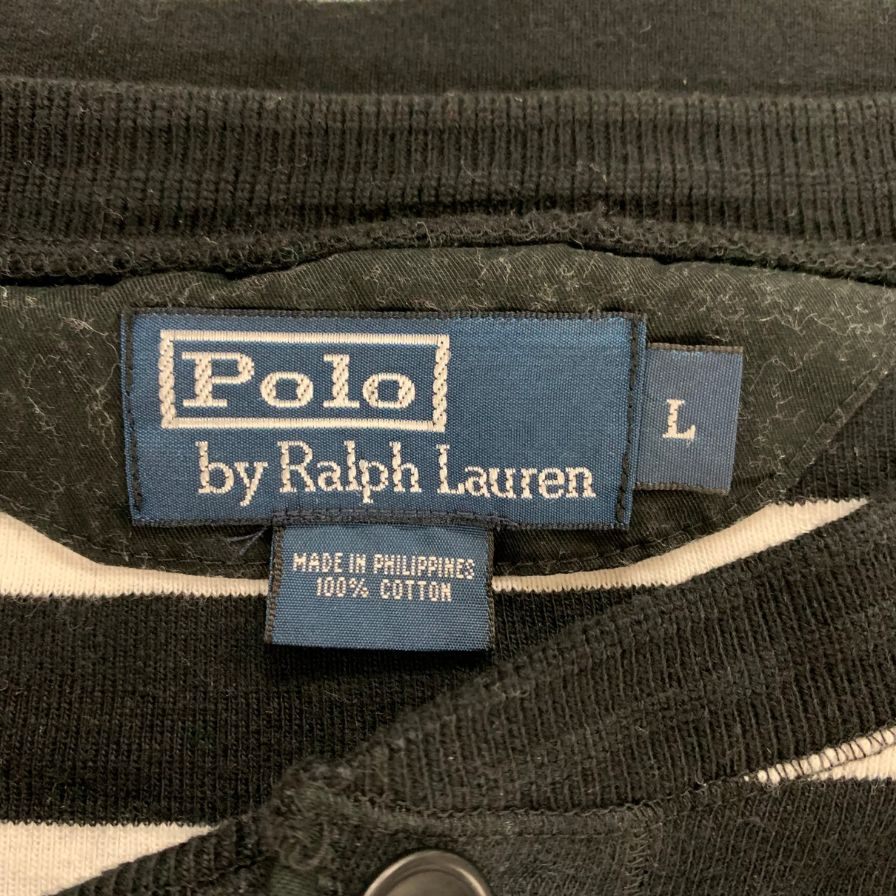 Polo
by Ralph Lauren
L
MADE IN PHILIPPINES
100% COTTON